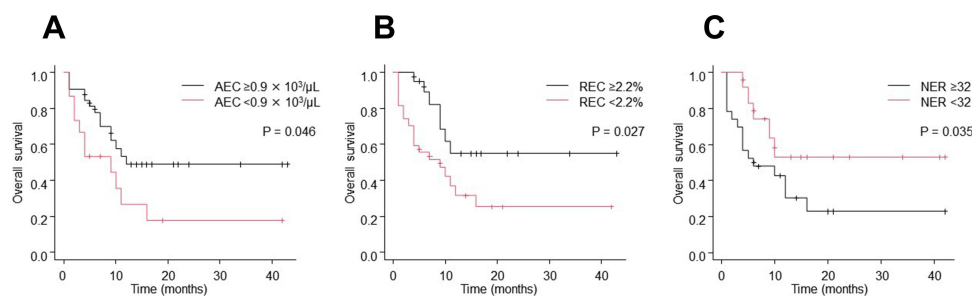 A
B
C
AEC ≥0.9 × 10³/µL
AEC <0.9 × 10³/µL
P = 0.046
Overall survival
1.0
0.8
0.6
0.4
0.2
0.0
0
10
20
30
40
Time (months)
REC ≥2.2%
REC <2.2%
P = 0.027
Overall survival
1.0
0.8
0.6
0.4
0.2
0.0
0
10
20
30
40
Time (months)
NER ≥32
NER <32
P = 0.035
Overall survival
1.0
0.8
0.6
0.4
0.2
0.0
0
10
20
30
40
Time (months)